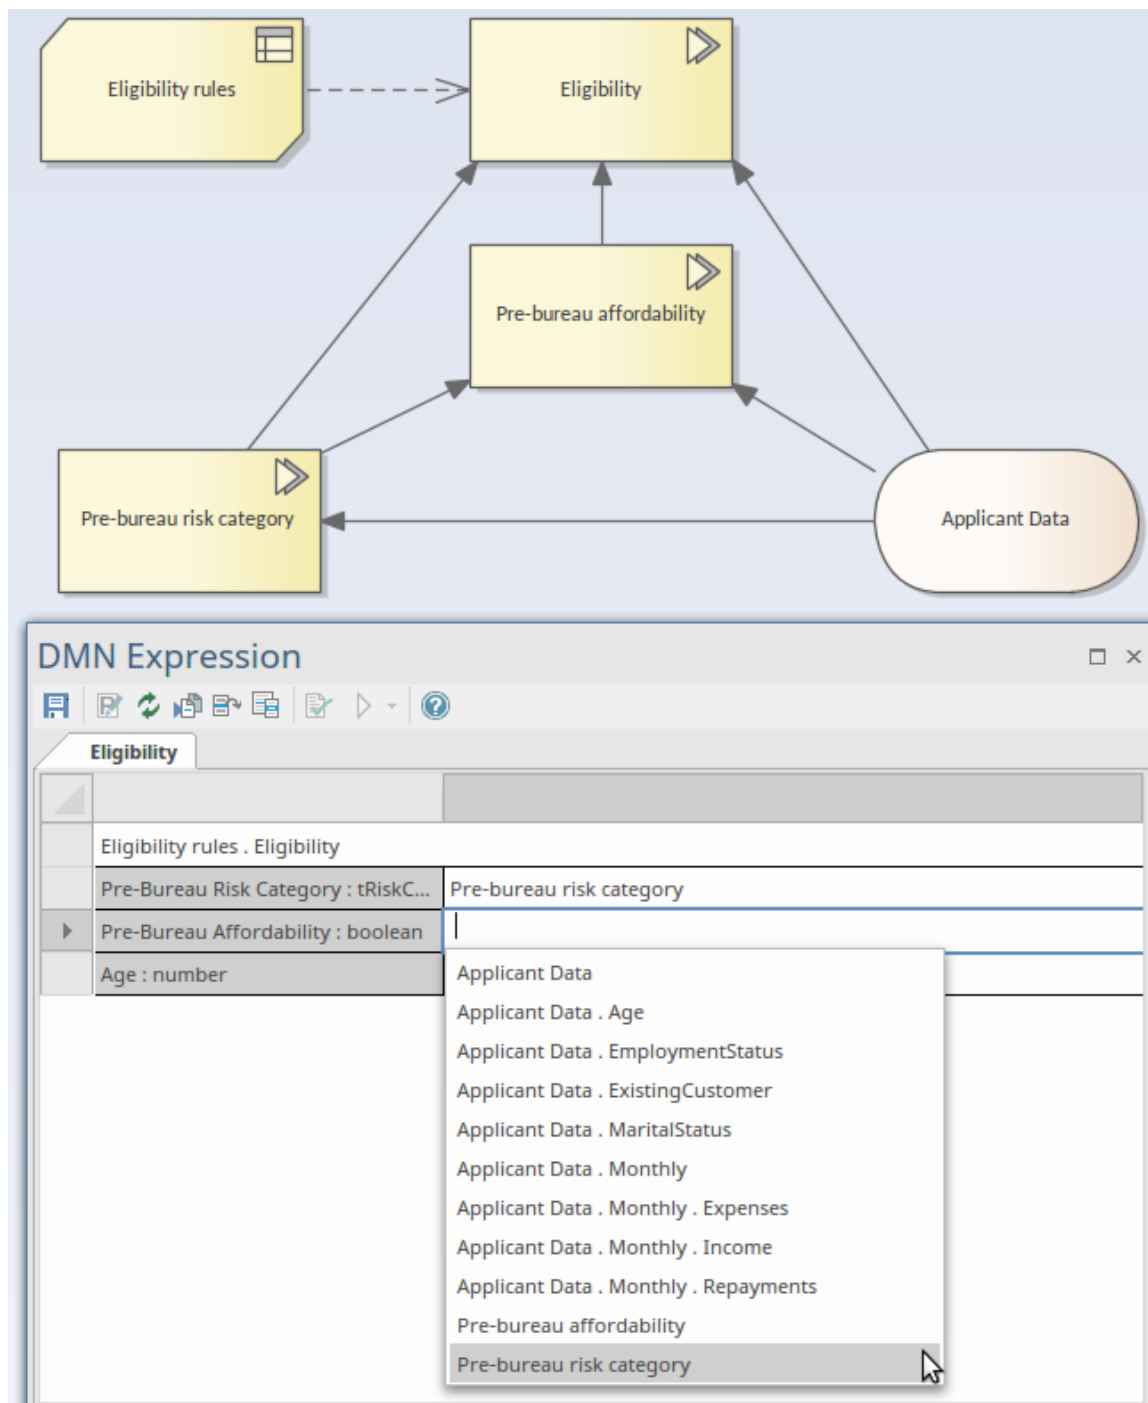 Eligibility rules
Eligibility
Pre-bureau affordability
Pre-bureau risk category
Applicant Data
DMN Expression
Eligibility
Eligibility rules . Eligibility
Pre-Bureau Risk Category : tRiskC... Pre-bureau risk category
Pre-Bureau Affordability : boolean
Age : number
Applicant Data
Applicant Data . Age
Applicant Data . EmploymentStatus
Applicant Data . ExistingCustomer
Applicant Data . MaritalStatus
Applicant Data . Monthly
Applicant Data . Monthly . Expenses
Applicant Data . Monthly . Income
Applicant Data . Monthly . Repayments
Pre-bureau affordability
Pre-bureau risk category